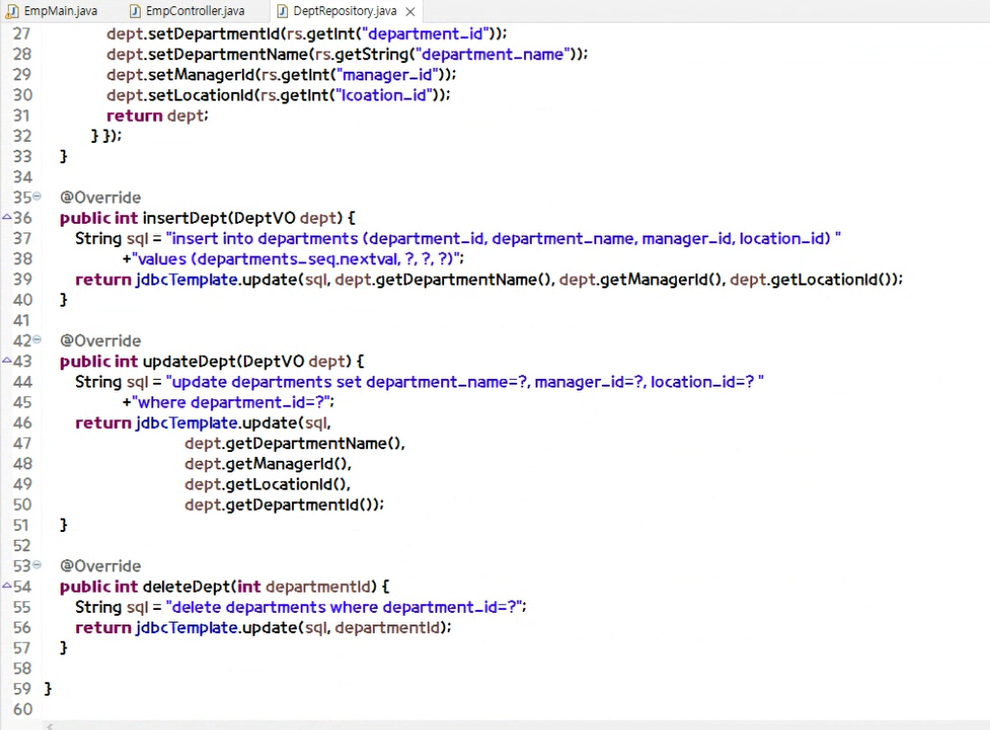 EmpMain.java EmpController.java DeptRepository.java
27 dept.setDepartmentId(rs.getInt("department_id"));
28 dept.setDepartmentName(rs.getString("department_name"));
29 dept.setManagerId(rs.getInt("manager_id"));
30 dept.setLocationId(rs.getInt("lcoation_id"));
31 return dept;
32 } });
33 }
34
35 @Override
36 public int insertDept(DeptVO dept) {
37 String sql = "insert into departments (department_id, department_name, manager_id, location_id) "
38 +"values (departments_seq.nextval, ?, ?, ?)";
39 return jdbcTemplate.update(sql, dept.getDepartmentName(), dept.getManagerId(), dept.getLocationId());
40 }
41
42 @Override
43 public int updateDept(DeptVO dept) {
44 String sql = "update departments set department_name=?, manager_id=?, location_id=? "
45 +"where department_id=?";
46 return jdbcTemplate.update(sql,
47 dept.getDepartmentName(),
48 dept.getManagerId(),
49 dept.getLocationId(),
50 dept.getDepartmentId());
51 }
52
53 @Override
54 public int deleteDept(int departmentId) {
55 String sql = "delete departments where department_id=?";
56 return jdbcTemplate.update(sql, departmentId);
57 }
58
59 }
60